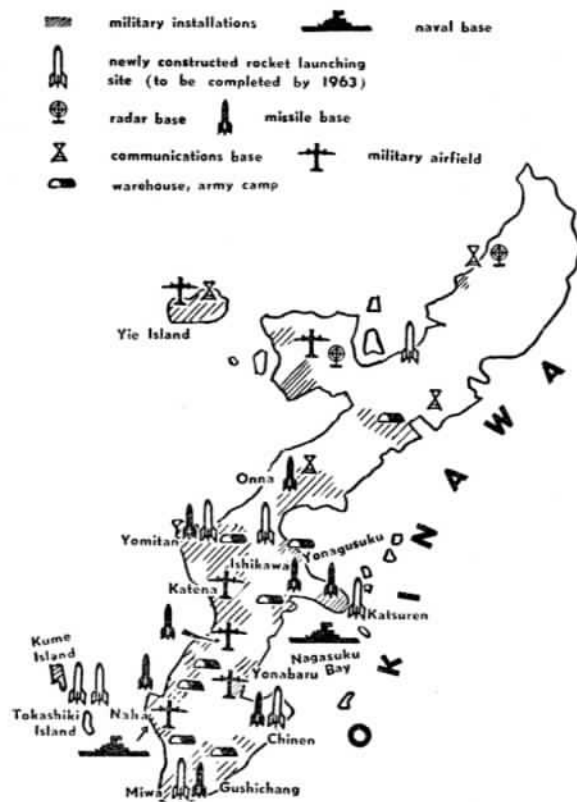 military installations
naval base
newly constructed rocket launching
site (to be completed by 1963)
radar base
missile base
communications base
military airfield
warehouse, army camp
Yie Island
Onna
Yomitan
Ishikawa
Yonagusuku
Katena
Katsuren
Nagasuku
Bay
Kume
Island
Yonabaru
Tokashiki
Island
Naha
Chinen
Miwa
Gushichang
OKINAWA